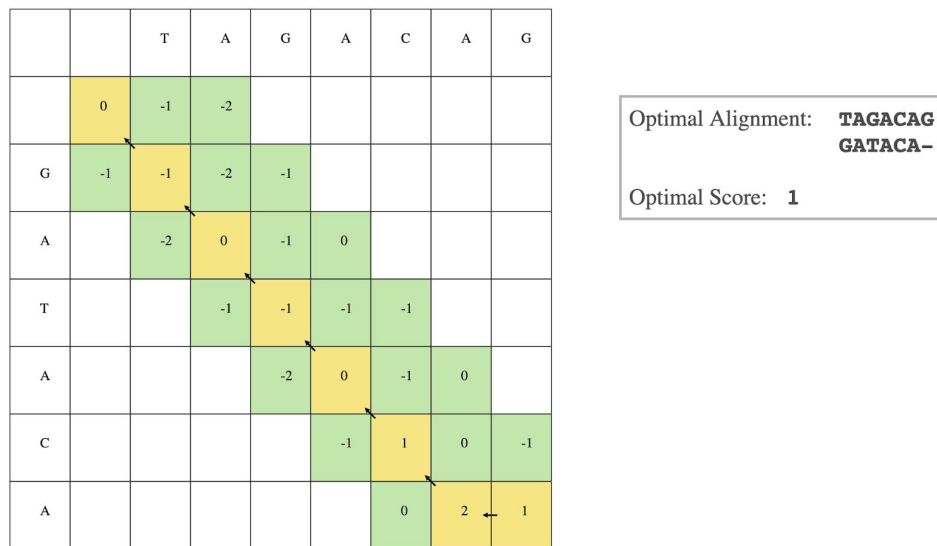 T A G A C A G
0 -1 -2
G -1 -1 -2 -1
A -2 0 -1 0
T -1 -1 -1 -1
A -2 0 -1 0
C -1 1 0 -1
A 0 2 1
Optimal Alignment: TAGACAG
GATACA-
Optimal Score: 1